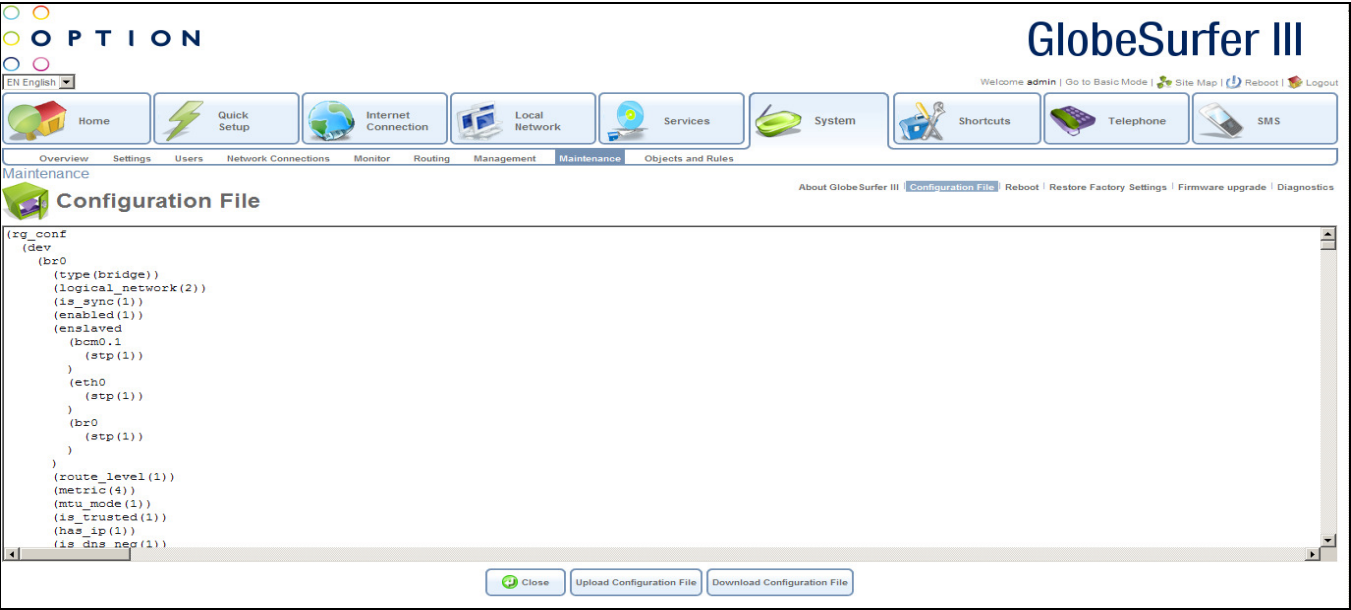 OPTION
GlobeSurfer III
EN English
Welcome admin | Go to Basic Mode | Site Map | Reboot | Logout
Home
Quick Setup
Internet Connection
Local Network
Services
System
Shortcuts
Telephone
SMS
Overview Settings Users Network Connections Monitor Routing Management Maintenance Objects and Rules
Maintenance
About GlobeSurfer III | Configuration File | Reboot | Restore Factory Settings | Firmware upgrade | Diagnostics
Configuration File
(rg_conf
(dev
(br0
(type(bridge))
(logical_network(2))
(is_sync(1))
(enabled(1))
(enslaved
(bcm0.1
(stp(1))
)
(eth0
(stp(1))
)
(br0
(stp(1))
)
)
(route_level(1))
(metric(4))
(mtu_mode(1))
(is_trusted(1))
(has_ip(1))
(is_dns_neg(1))
Close
Upload Configuration File
Download Configuration File